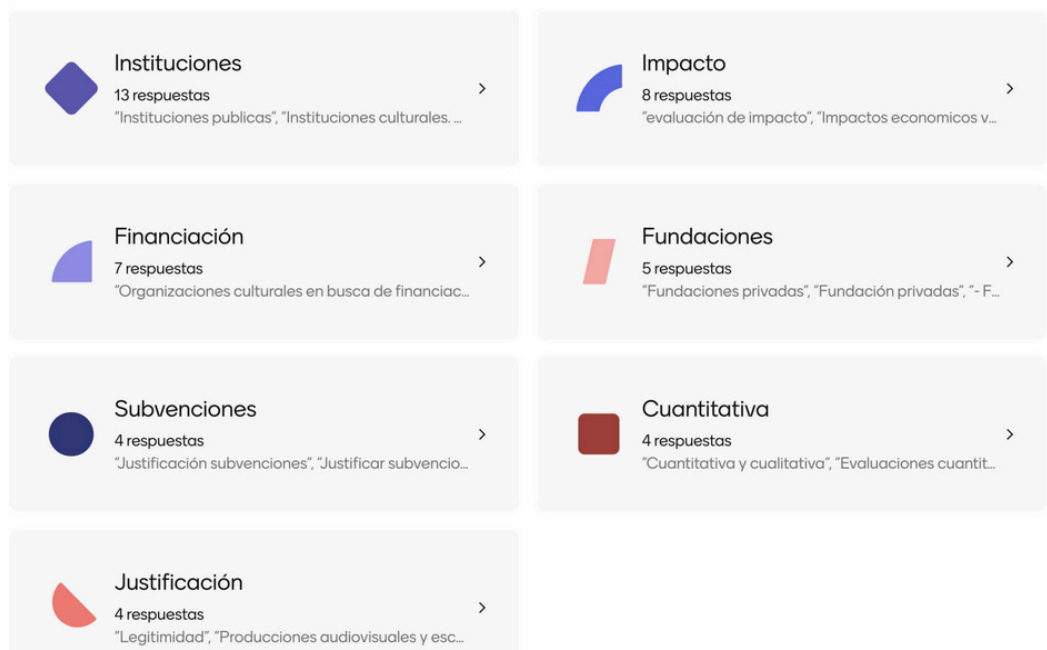 Instituciones
13 respuestas
"Instituciones publicas", "Instituciones culturales. ...
Impacto
8 respuestas
"evaluación de impacto", "Impactos economicos v...
Financiación
7 respuestas
"Organizaciones culturales en busca de financiac...
Fundaciones
5 respuestas
"Fundaciones privadas", "Fundación privadas", "- F...
Subvenciones
4 respuestas
"Justificación subvenciones", "Justificar subvencio...
Cuantitativa
4 respuestas
"Cuantitativa y cualitativa", "Evaluaciones cuantit...
Justificación
4 respuestas
"Legitimidad", "Producciones audiovisuales y esc...